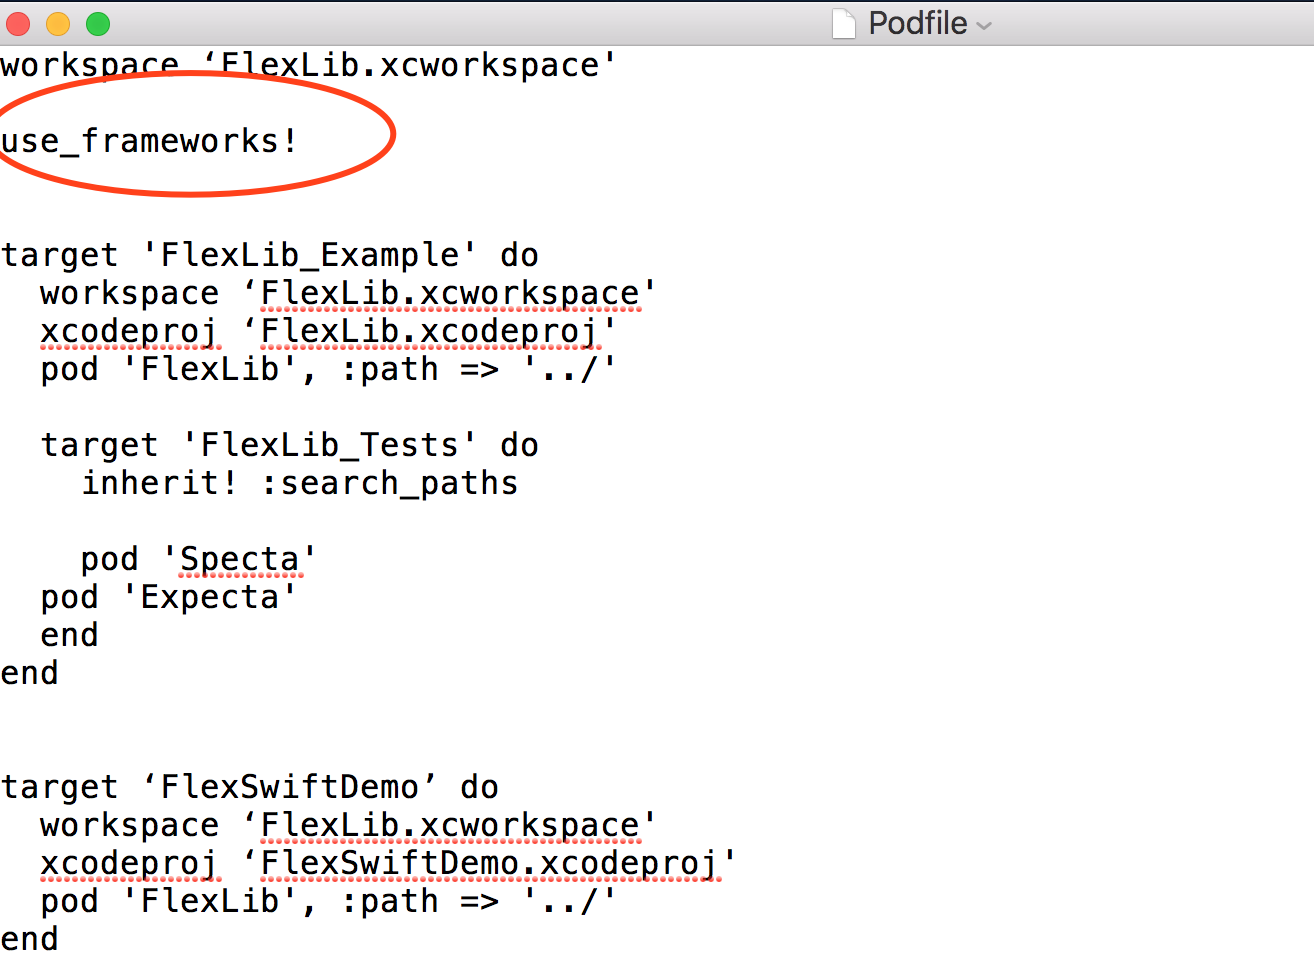 Podfile
workspace ‘FlexLib.xcworkspace'
use_frameworks!
target 'FlexLib_Example' do
workspace ‘FlexLib.xcworkspace'
xcodeproj ‘FlexLib.xcodeproj'
pod 'FlexLib', :path => '../'
target 'FlexLib_Tests' do
inherit! :search_paths
pod 'Specta'
pod 'Expecta'
end
end
target ‘FlexSwiftDemo’ do
workspace ‘FlexLib.xcworkspace'
xcodeproj ‘FlexSwiftDemo.xcodeproj'
pod 'FlexLib', :path => '../'
end